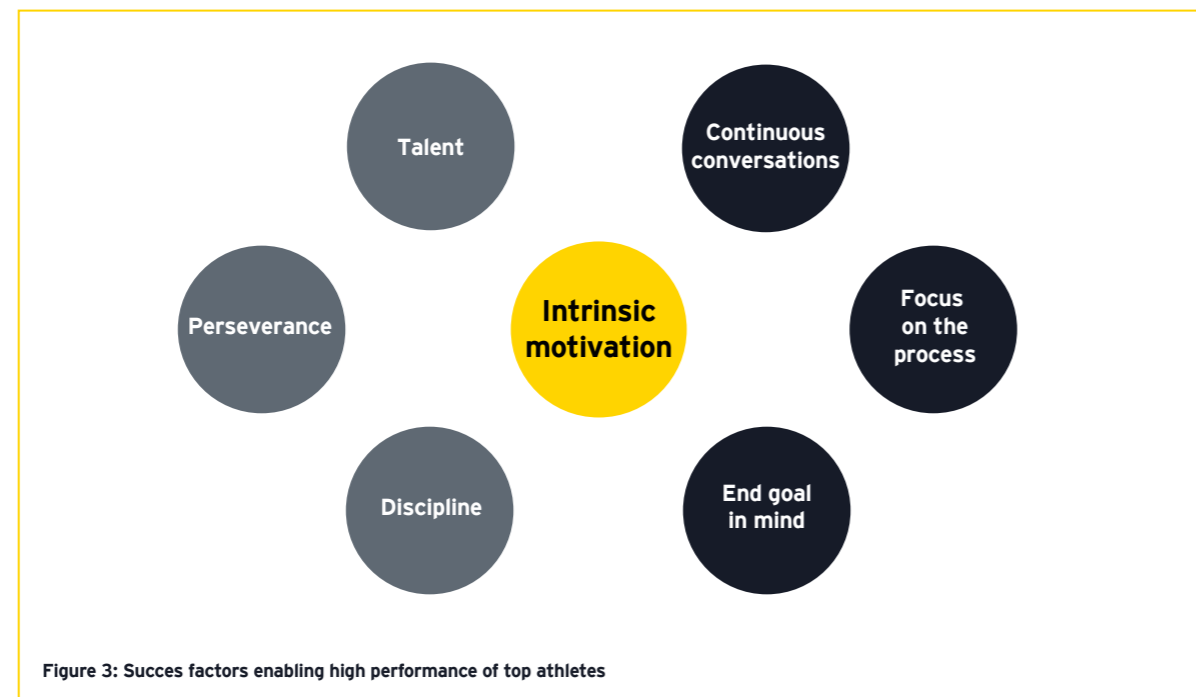 Talent
Continuous
conversations
Perseverance
Intrinsic
motivation
Focus
on the
process
Discipline
End goal
in mind
Figure 3: Succes factors enabling high performance of top athletes